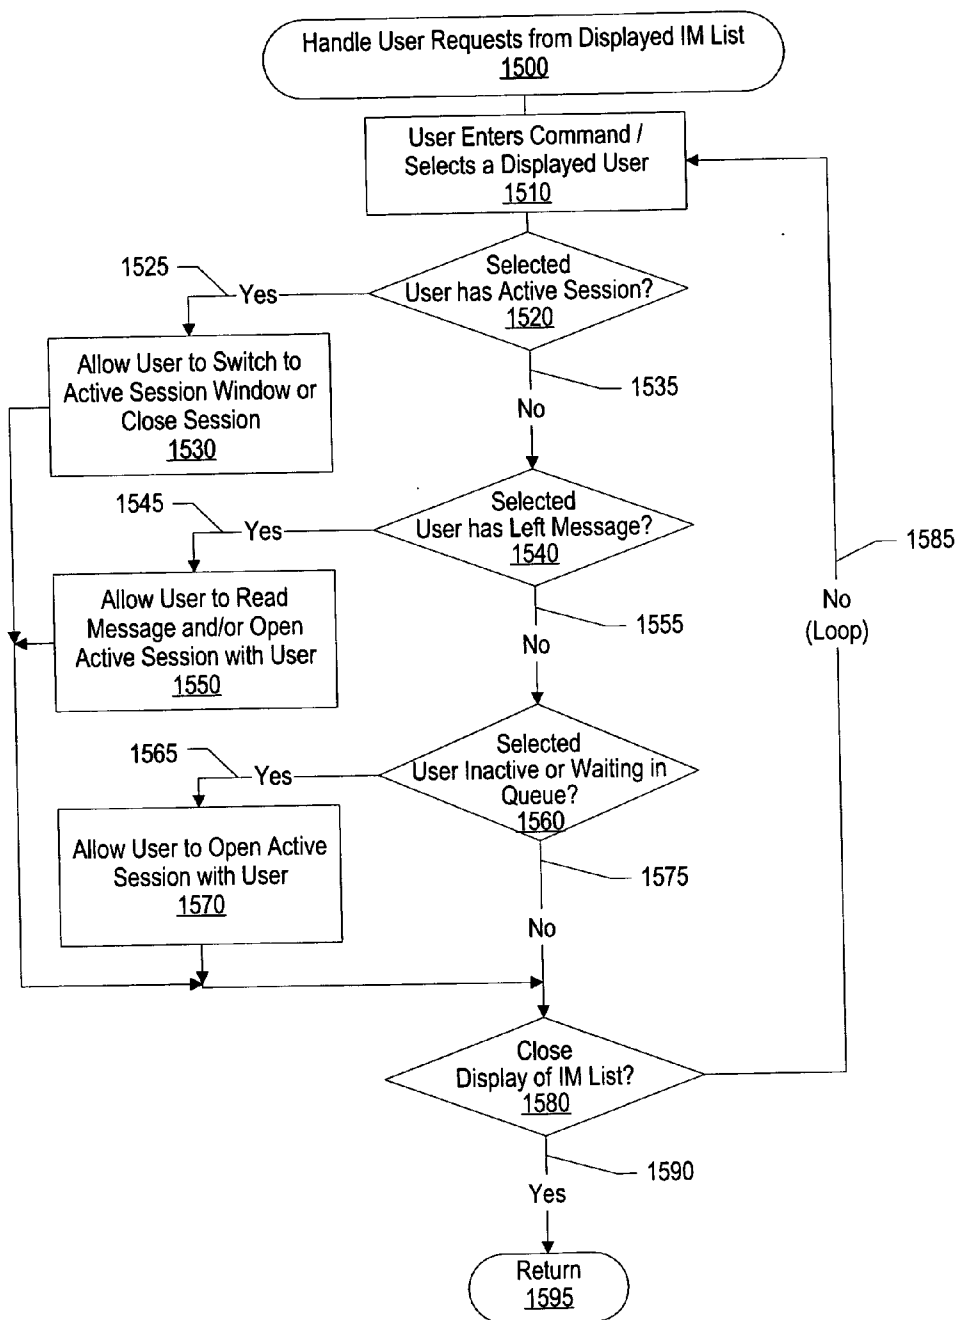 Handle User Requests from Displayed IM List
1500
User Enters Command /
Selects a Displayed User
1510
Selected
User has Active Session?
1520
1525
Yes
Allow User to Switch to
Active Session Window or
Close Session
1530
1535
No
Selected
User has Left Message?
1540
1545
Yes
Allow User to Read
Message and/or Open
Active Session with User
1550
1555
No
1585
No
(Loop)
Selected
User Inactive or Waiting in
Queue?
1560
1565
Yes
Allow User to Open Active
Session with User
1570
1575
No
Close
Display of IM List?
1580
1590
Yes
Return
1595